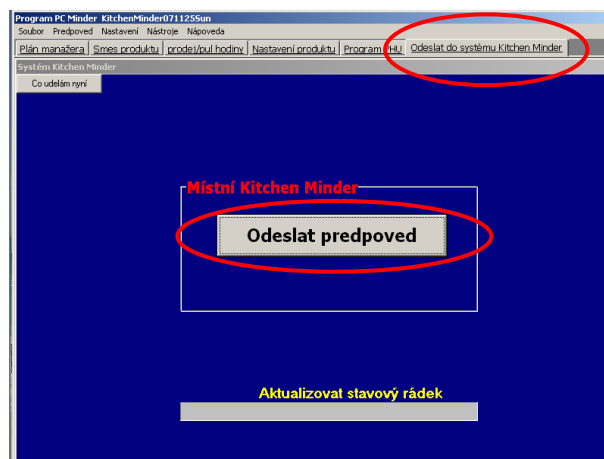 Program PC Minder KitchenMinder071125Sun
Soubor Predpoved Nastavení Nástroje Nápoveda
Plán manažera Smes produktu prodej/pul hodiny Nastavení produktu Program PHU Odeslat do systému Kitchen Minder
Systém Kitchen Minder
Co udelám nyní
Místní Kitchen Minder
Odeslat predpoved
Aktualizovat stavový rádek